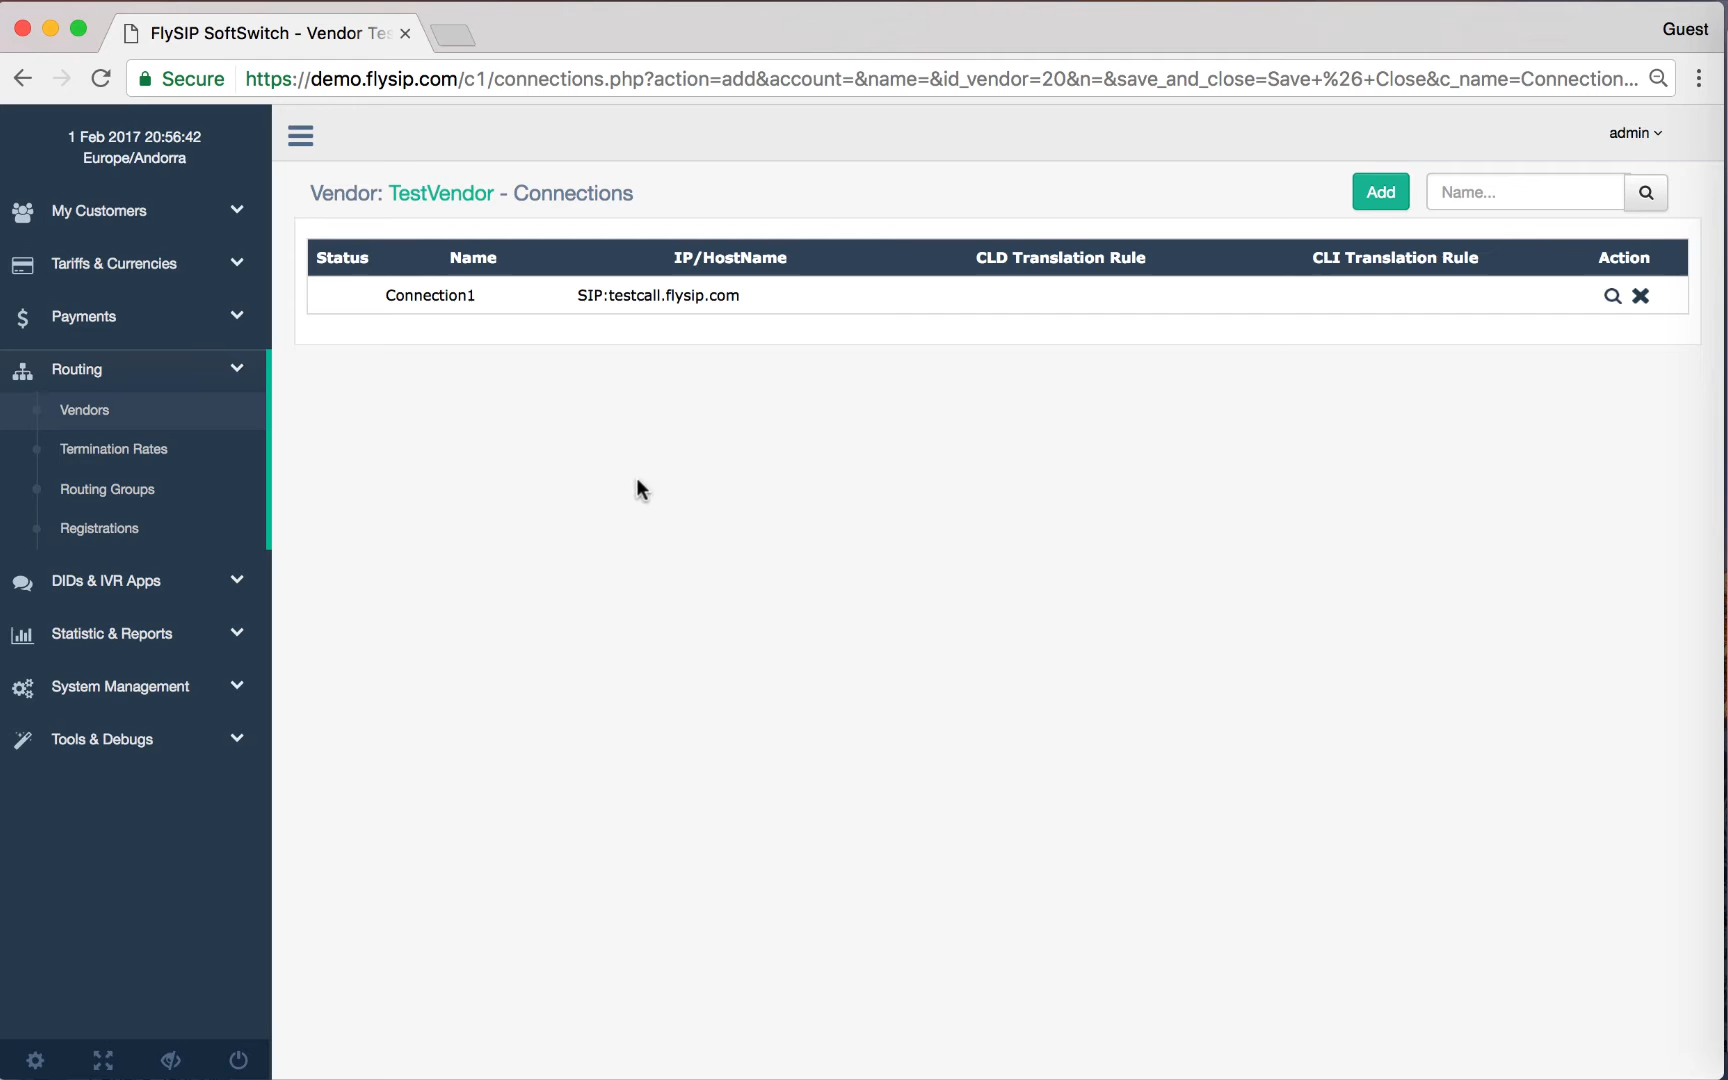 FlySIP SoftSwitch - Vendor Tes
Guest
Secure https://demo.flysip.com/c1/connections.php?action=add&account=&name=&id_vendor=20&n=&save_and_close=Save+%26+Close&c_name=Connection...
1 Feb 2017 20:56:42
Europe/Andorra
admin
My Customers
Tariffs & Currencies
Payments
Routing
Vendors
Termination Rates
Routing Groups
Registrations
DIDs & IVR Apps
Statistic & Reports
System Management
Tools & Debugs
Vendor: TestVendor - Connections
Add
Name...
Status Name IP/HostName CLD Translation Rule CLI Translation Rule Action
Connection1 SIP:testcall.flysip.com